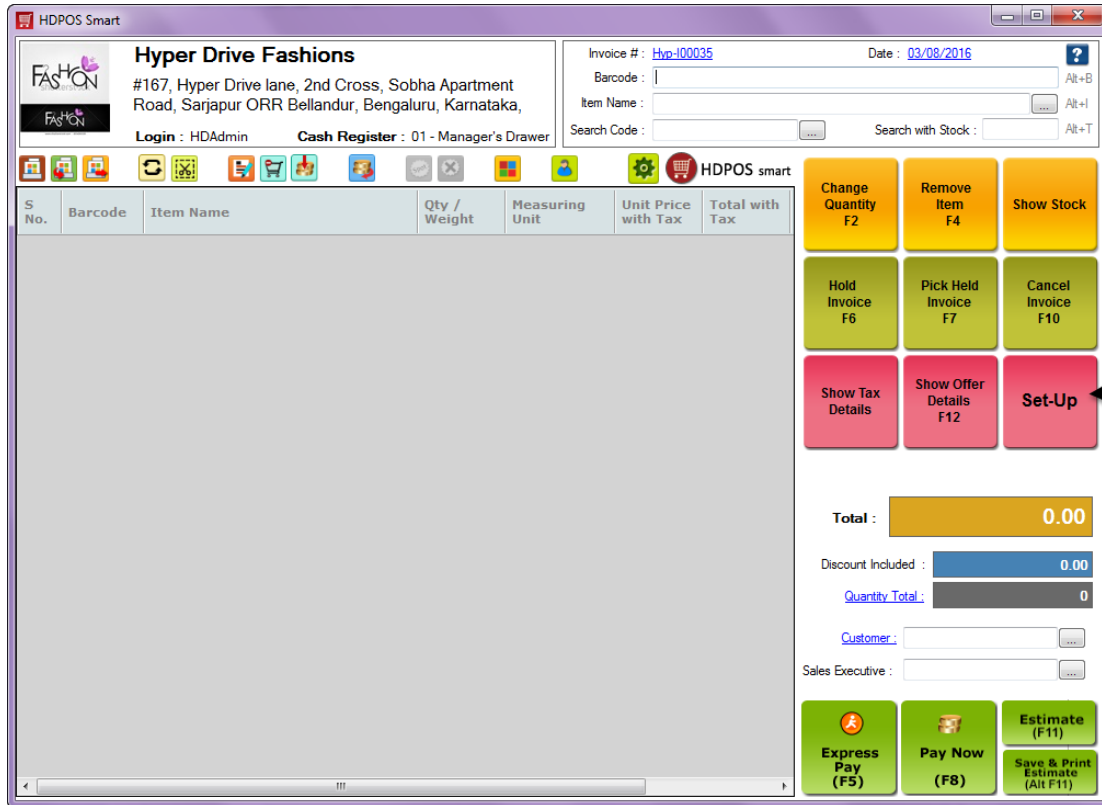 HDPOS Smart
FASHION
FASHION
Hyper Drive Fashions
#167, Hyper Drive lane, 2nd Cross, Sobha Apartment
Road, Sarjapur ORR Bellandur, Bengaluru, Karnataka,
Login : HDAdmin Cash Register : 01 - Manager's Drawer
Invoice # : Hyp-I00035 Date : 03/08/2016 ?
Barcode : Alt+B
Item Name : ... Alt+I
Search Code : ... Search with Stock : Alt+T
HDPOS smart
S No. Barcode Item Name Qty / Weight Measuring Unit Unit Price with Tax Total with Tax
Change
Quantity
F2
Remove
Item
F4
Show Stock
Hold
Invoice
F6
Pick Held
Invoice
F7
Cancel
Invoice
F10
Show Tax
Details
Show Offer
Details
F12
Set-Up
Total : 0.00
Discount Included : 0.00
Quantity Total : 0
Customer : ...
Sales Executive : ...
Express
Pay
(F5)
Pay Now
(F8)
Estimate
(F11)
Save & Print
Estimate
(Alt F11)